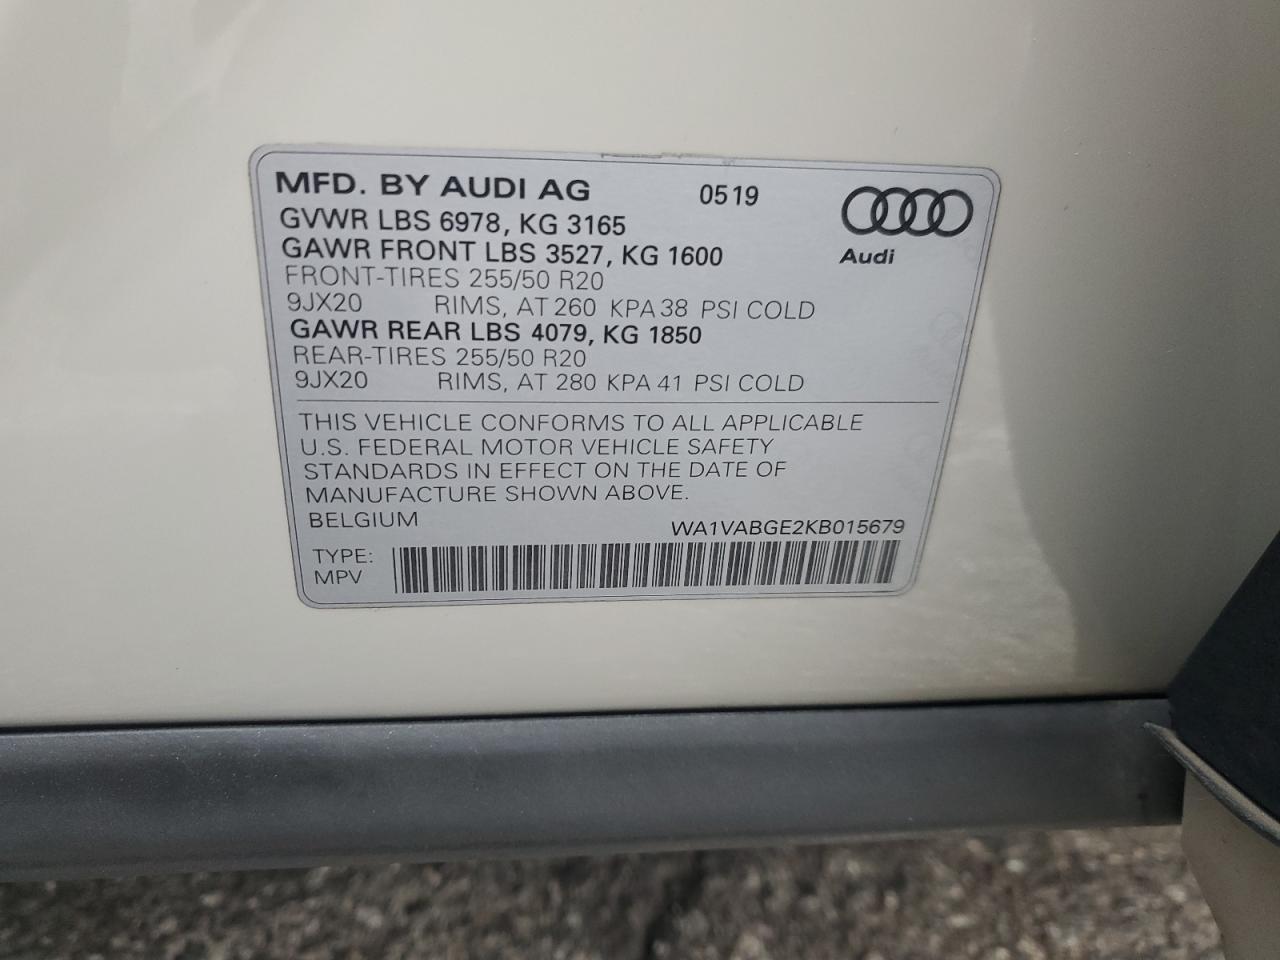 MFD. BY AUDI AG 0519
GVWR LBS 6978, KG 3165
GAWR FRONT LBS 3527, KG 1600
Audi
FRONT-TIRES 255/50 R20
9JX20 RIMS, AT 260 KPA 38 PSI COLD
GAWR REAR LBS 4079, KG 1850
REAR-TIRES 255/50 R20
9JX20 RIMS, AT 280 KPA 41 PSI COLD
THIS VEHICLE CONFORMS TO ALL APPLICABLE
U.S. FEDERAL MOTOR VEHICLE SAFETY
STANDARDS IN EFFECT ON THE DATE OF
MANUFACTURE SHOWN ABOVE.
BELGIUM WA1VABGE2KB015679
TYPE:
MPV